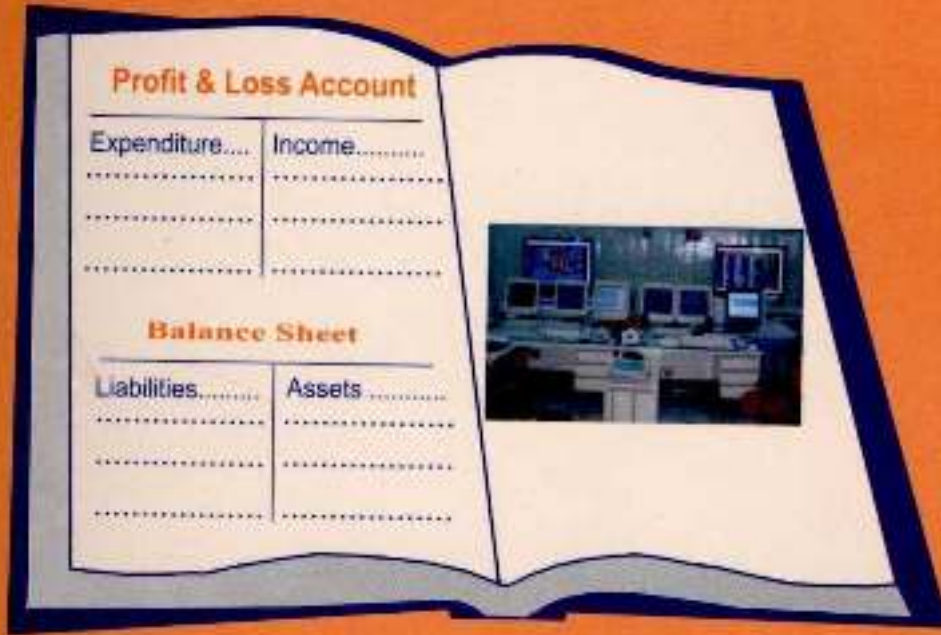 Profit & Loss Account
Expenditure.... Income..........
Balance Sheet
Liabilities......... Assets ...........